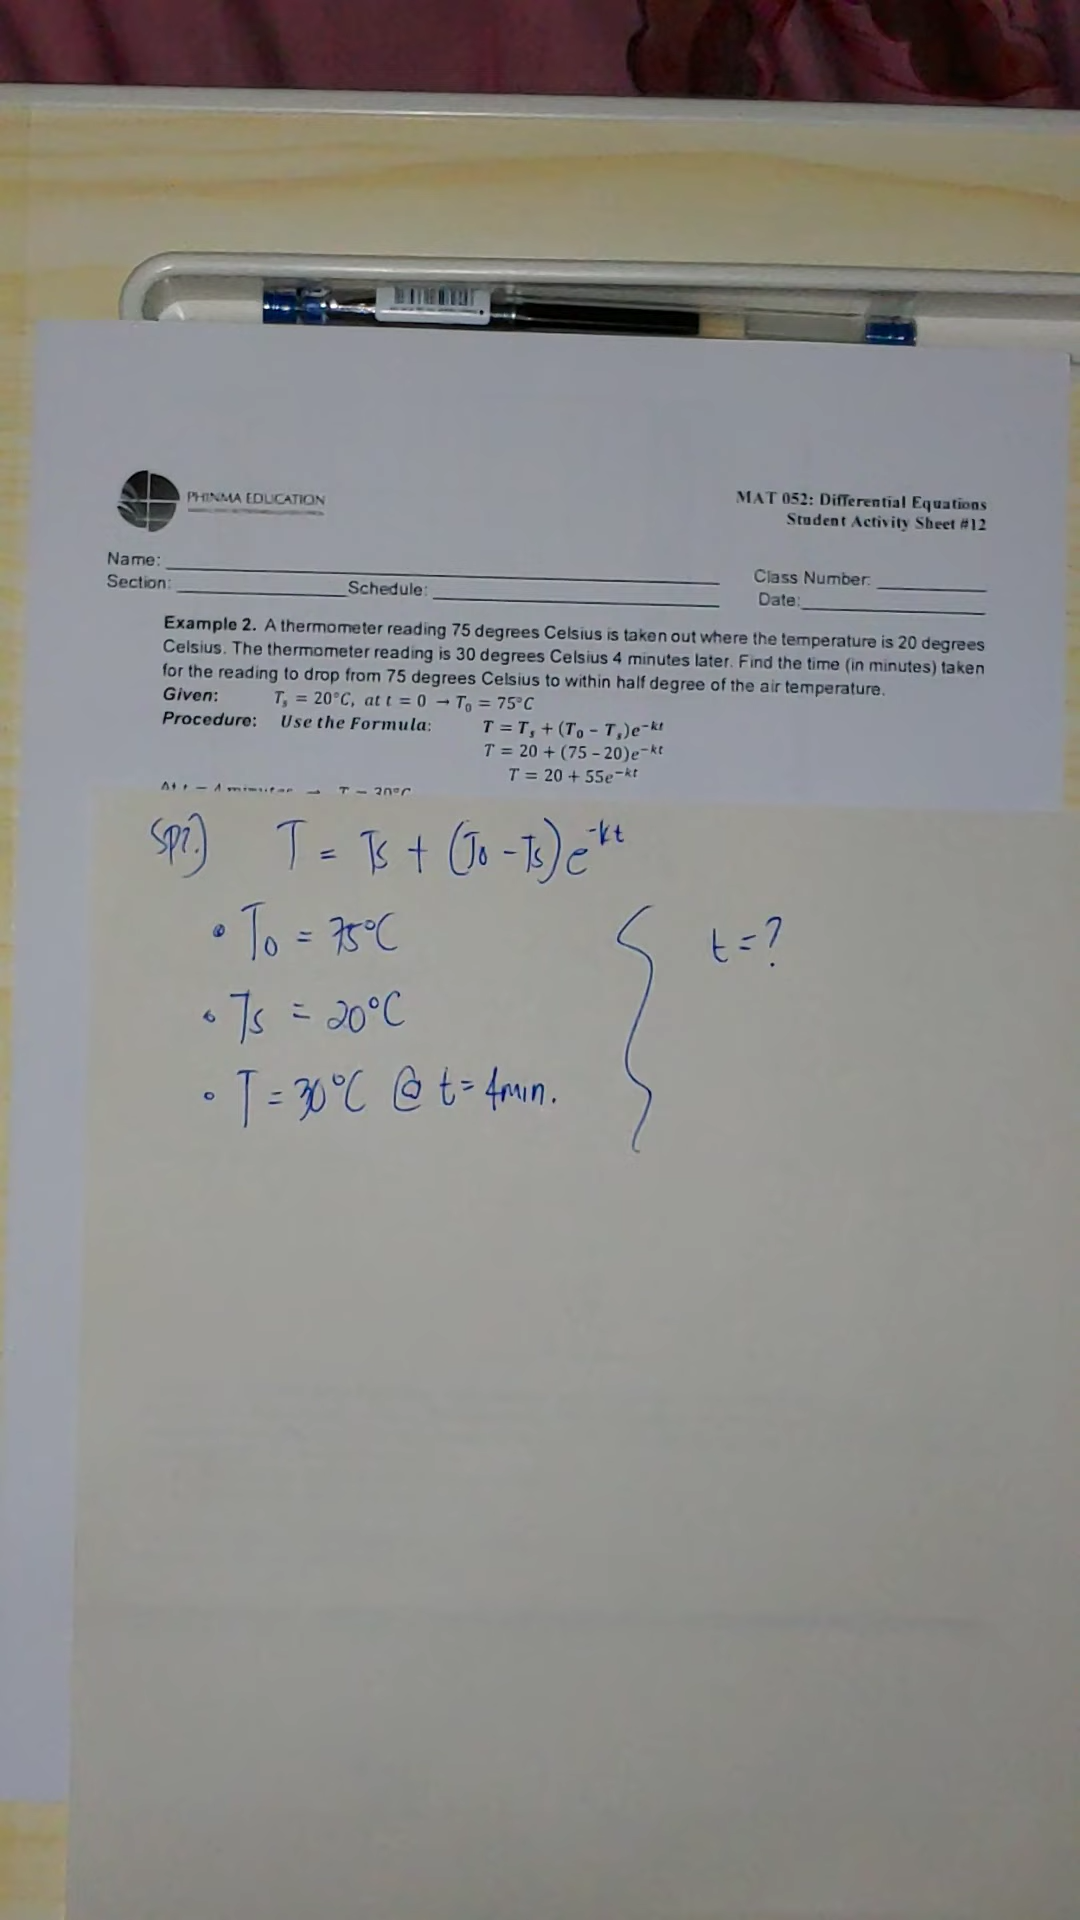 PHINMA EDUCATION
MAT 052: Differential Equations
Student Activity Sheet #12
Name:
Section: Schedule:
Class Number:
Date:
Example 2. A thermometer reading 75 degrees Celsius is taken out where the temperature is 20 degrees
Celsius. The thermometer reading is 30 degrees Celsius 4 minutes later. Find the time (in minutes) taken
for the reading to drop from 75 degrees Celsius to within half degree of the air temperature.
Given: Tₛ = 20°C, at t = 0 → T₀ = 75°C
Procedure: Use the Formula: T = Tₛ + (T₀ − Tₛ)e⁻ᵏᵗ
T = 20 + (75 − 20)e⁻ᵏᵗ
T = 20 + 55e⁻ᵏᵗ
T = Ts + (To - Ts)e⁻ᵏᵗ
• To = 75°C
• Ts = 20°C
• T = 30°C @ t = 4min.
t = ?